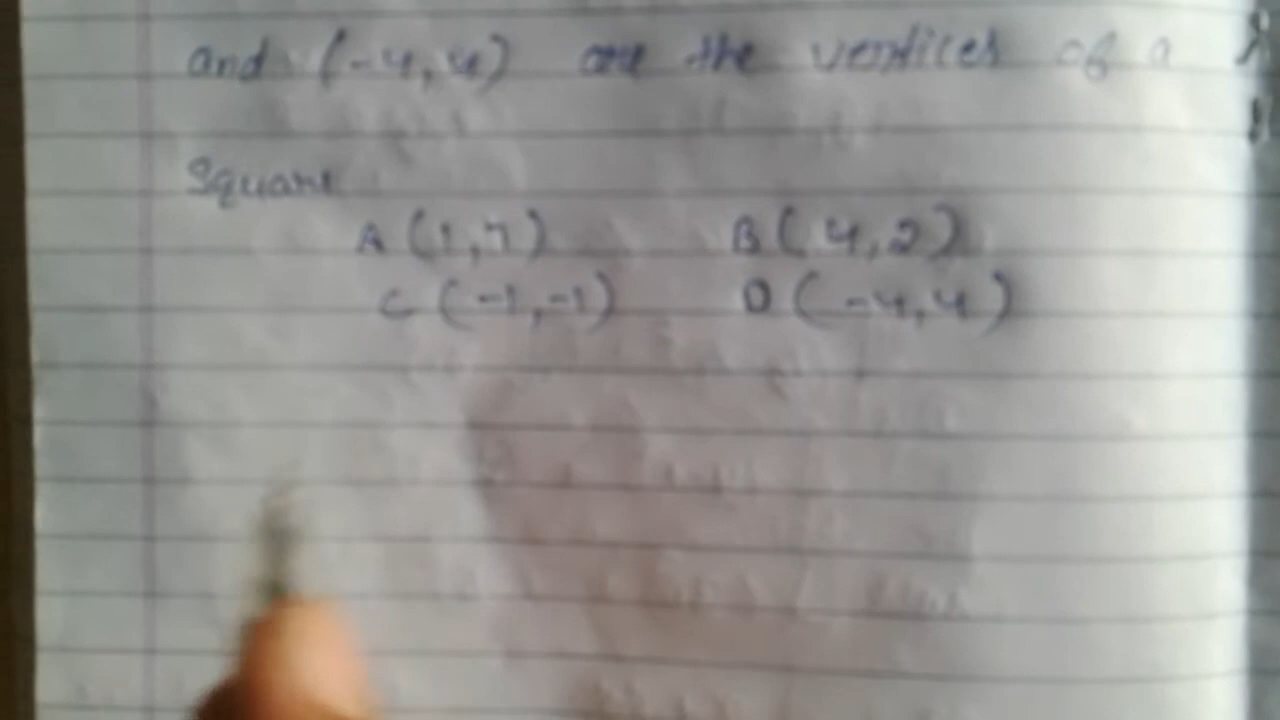 and (-4,4) are the vertices of a
Square
A (1,7) B (4,2)
C (-1,-1) D (-4,4)